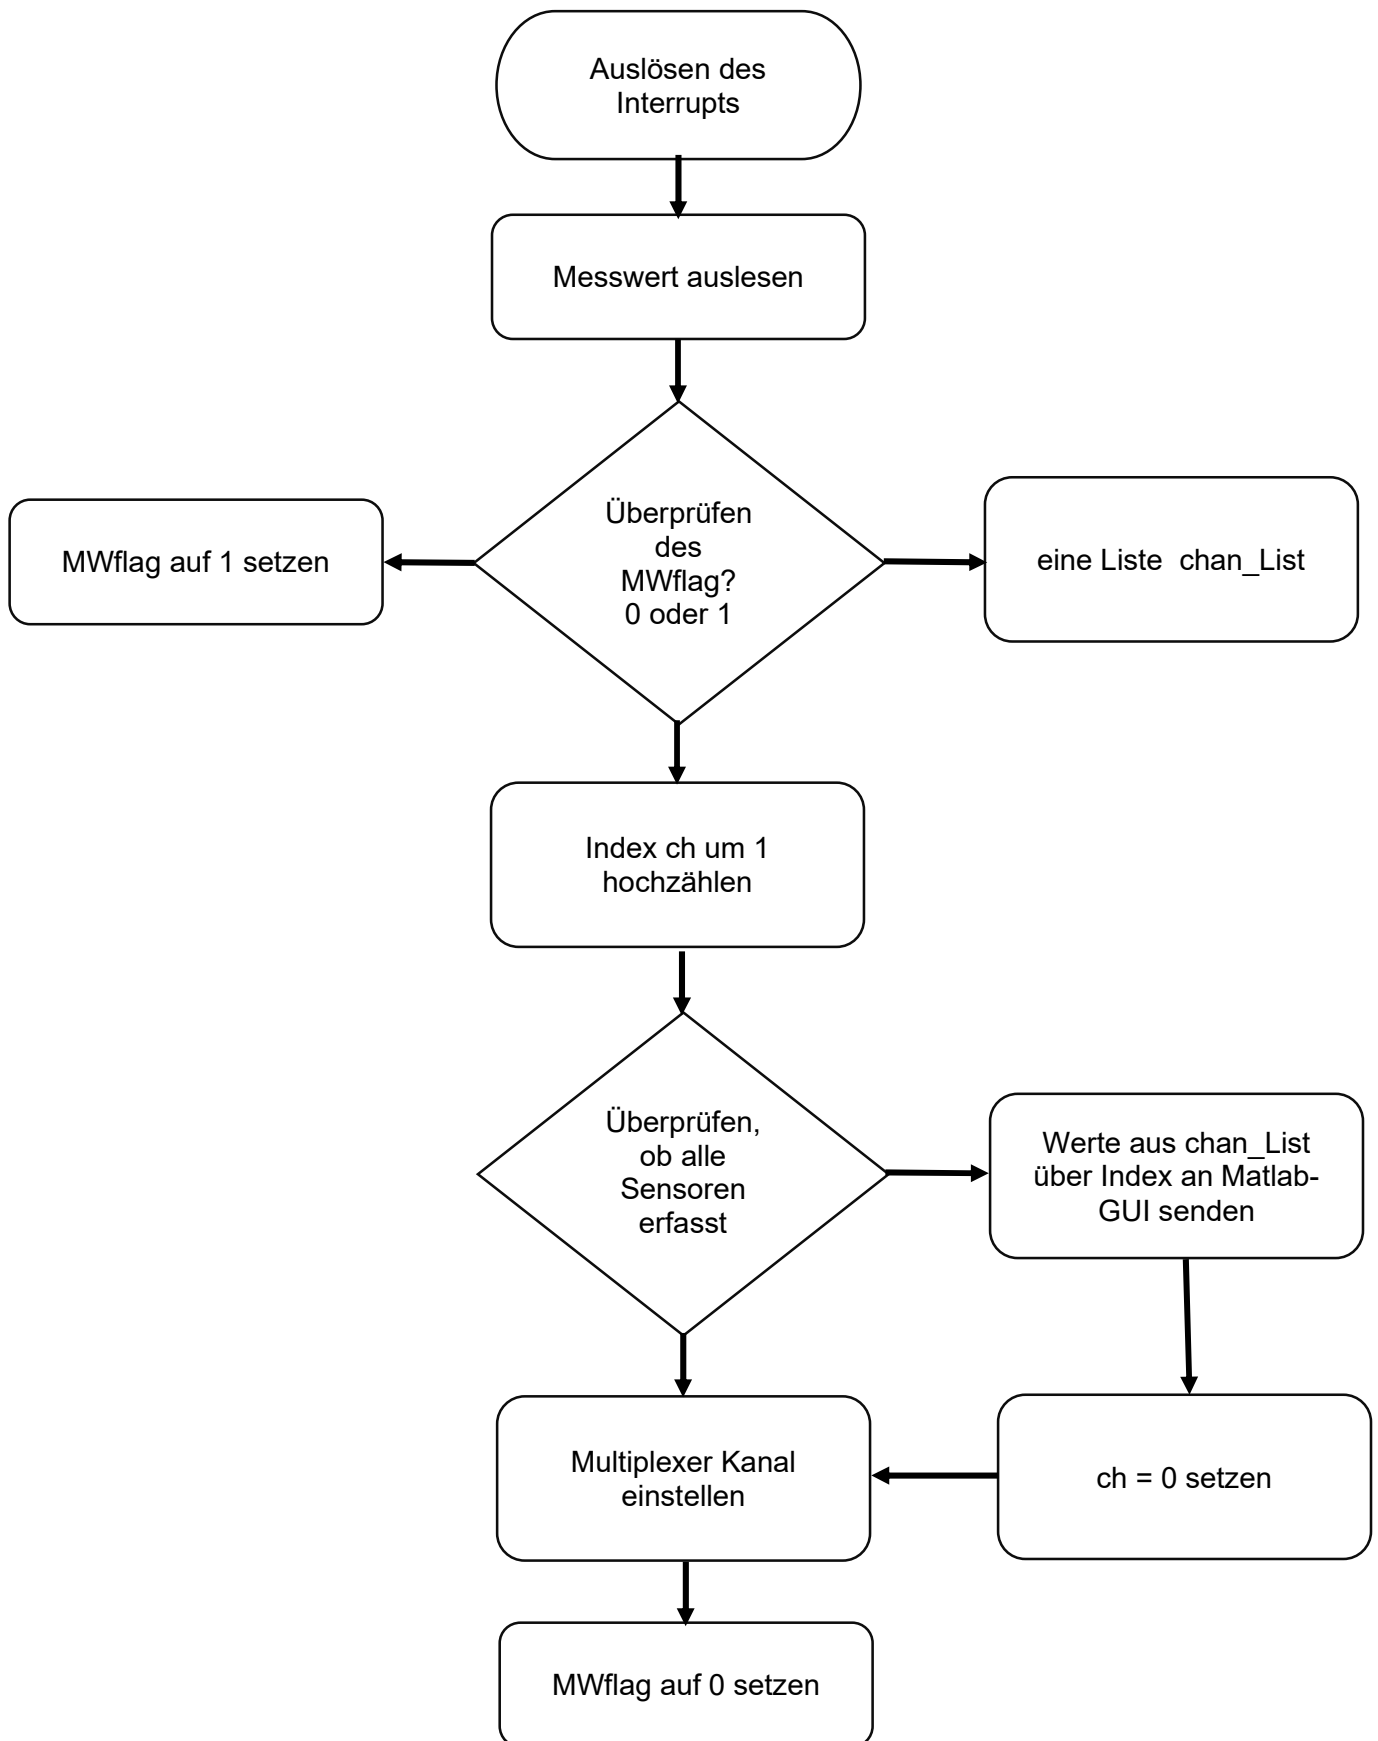 Auslösen des
Interrupts
Messwert auslesen
Überprüfen
des
MWflag?
0 oder 1
MWflag auf 1 setzen
eine Liste  chan_List
Index ch um 1
hochzählen
Überprüfen,
ob alle
Sensoren
erfasst
Werte aus chan_List
über Index an Matlab-
GUI senden
Multiplexer Kanal
einstellen
ch = 0 setzen
MWflag auf 0 setzen